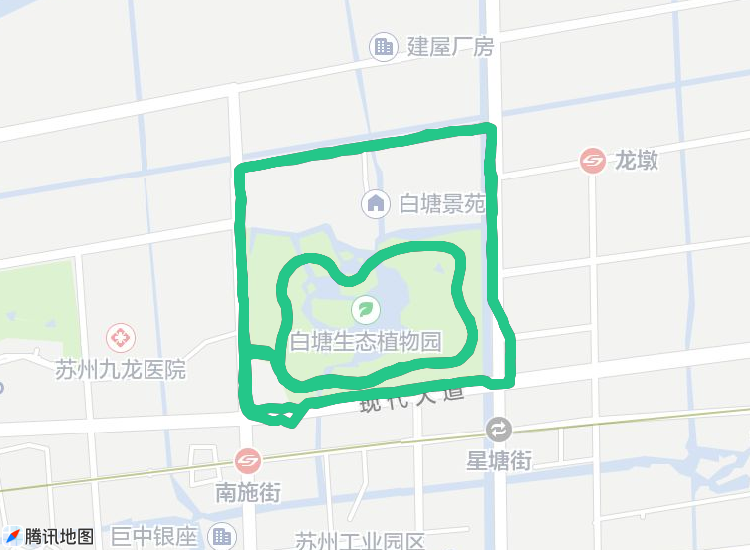 建屋厂房
龙墩
白塘景苑
白塘生态植物园
苏州九龙医院
现代大道
星塘街
南施街
巨中银座
苏州工业园区
腾讯地图